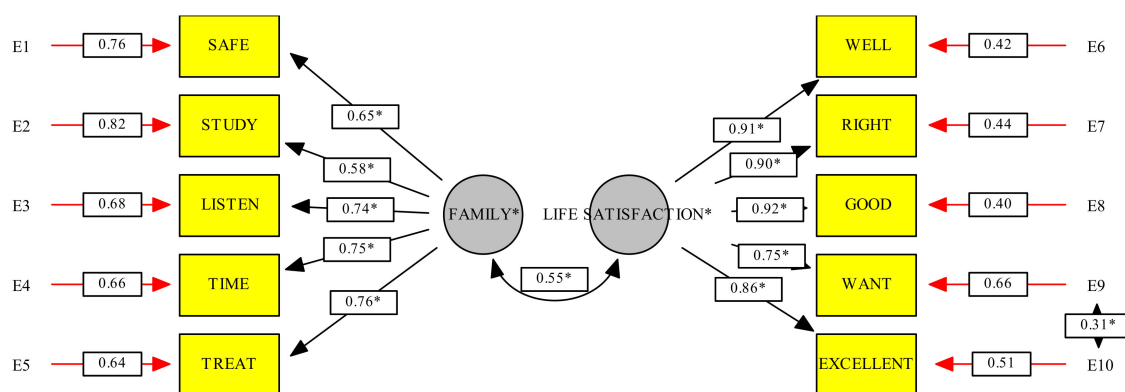 E1 0.76 SAFE WELL 0.42 E6
0.65*
E2 0.82 STUDY 0.91* RIGHT 0.44 E7
0.58* 0.90*
E3 0.68 LISTEN 0.74* FAMILY* LIFE SATISFACTION* 0.92* GOOD 0.40 E8
0.75* 0.75*
E4 0.66 TIME 0.55* WANT 0.66 E9
0.76* 0.86*
0.31*
E5 0.64 TREAT EXCELLENT 0.51 E10